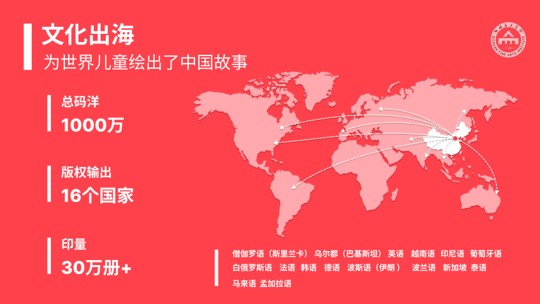 文化出海
为世界儿童绘出了中国故事
总码洋
1000万
版权输出
16个国家
印量
30万册+
僧伽罗语（斯里兰卡） 乌尔都（巴基斯坦） 英语 越南语 印尼语 葡萄牙语
白俄罗斯语 法语 韩语 德语 波斯语（伊朗） 波兰语 新加坡 泰语
马来语 孟加拉语